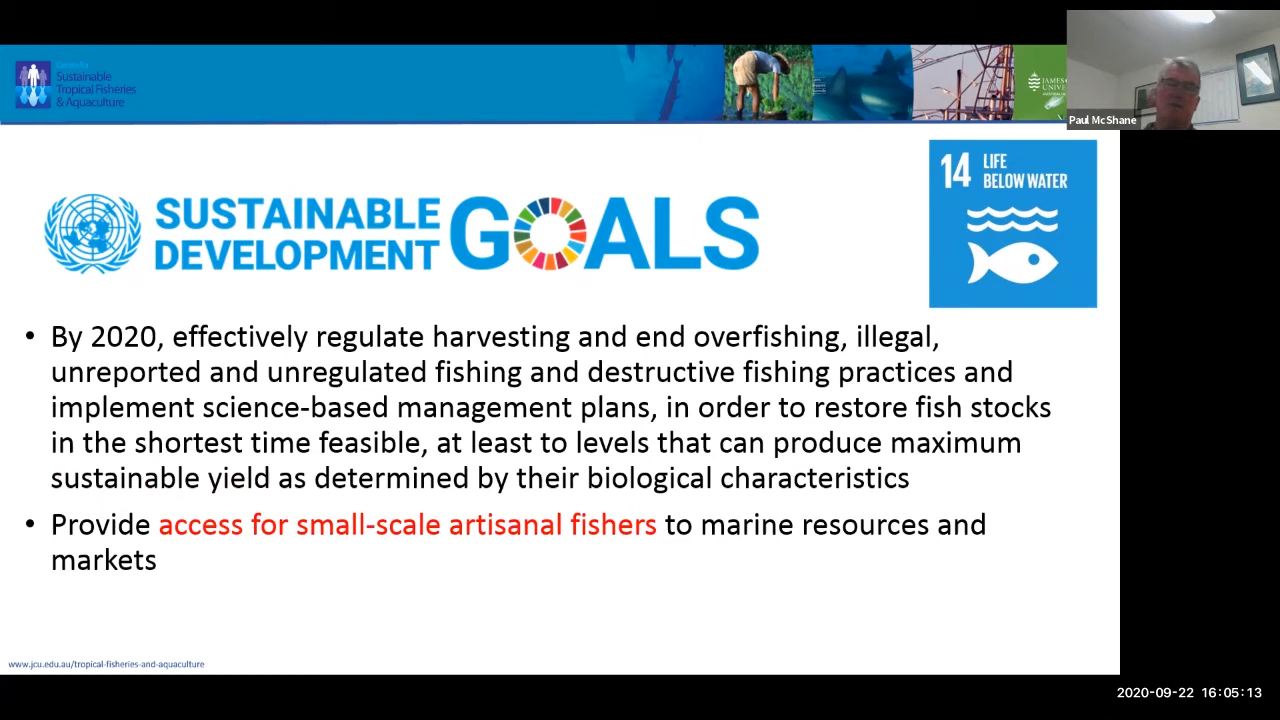 Centre for
Sustainable
Tropical Fisheries
& Aquaculture
JAMES
UNIVE
Paul McShane
14 LIFE
BELOW WATER
SUSTAINABLE
DEVELOPMENT
GOALS
• By 2020, effectively regulate harvesting and end overfishing, illegal,
unreported and unregulated fishing and destructive fishing practices and
implement science-based management plans, in order to restore fish stocks
in the shortest time feasible, at least to levels that can produce maximum
sustainable yield as determined by their biological characteristics
• Provide access for small-scale artisanal fishers to marine resources and
markets
www.jcu.edu.au/tropical-fisheries-and-aquaculture
2020-09-22 16:05:13